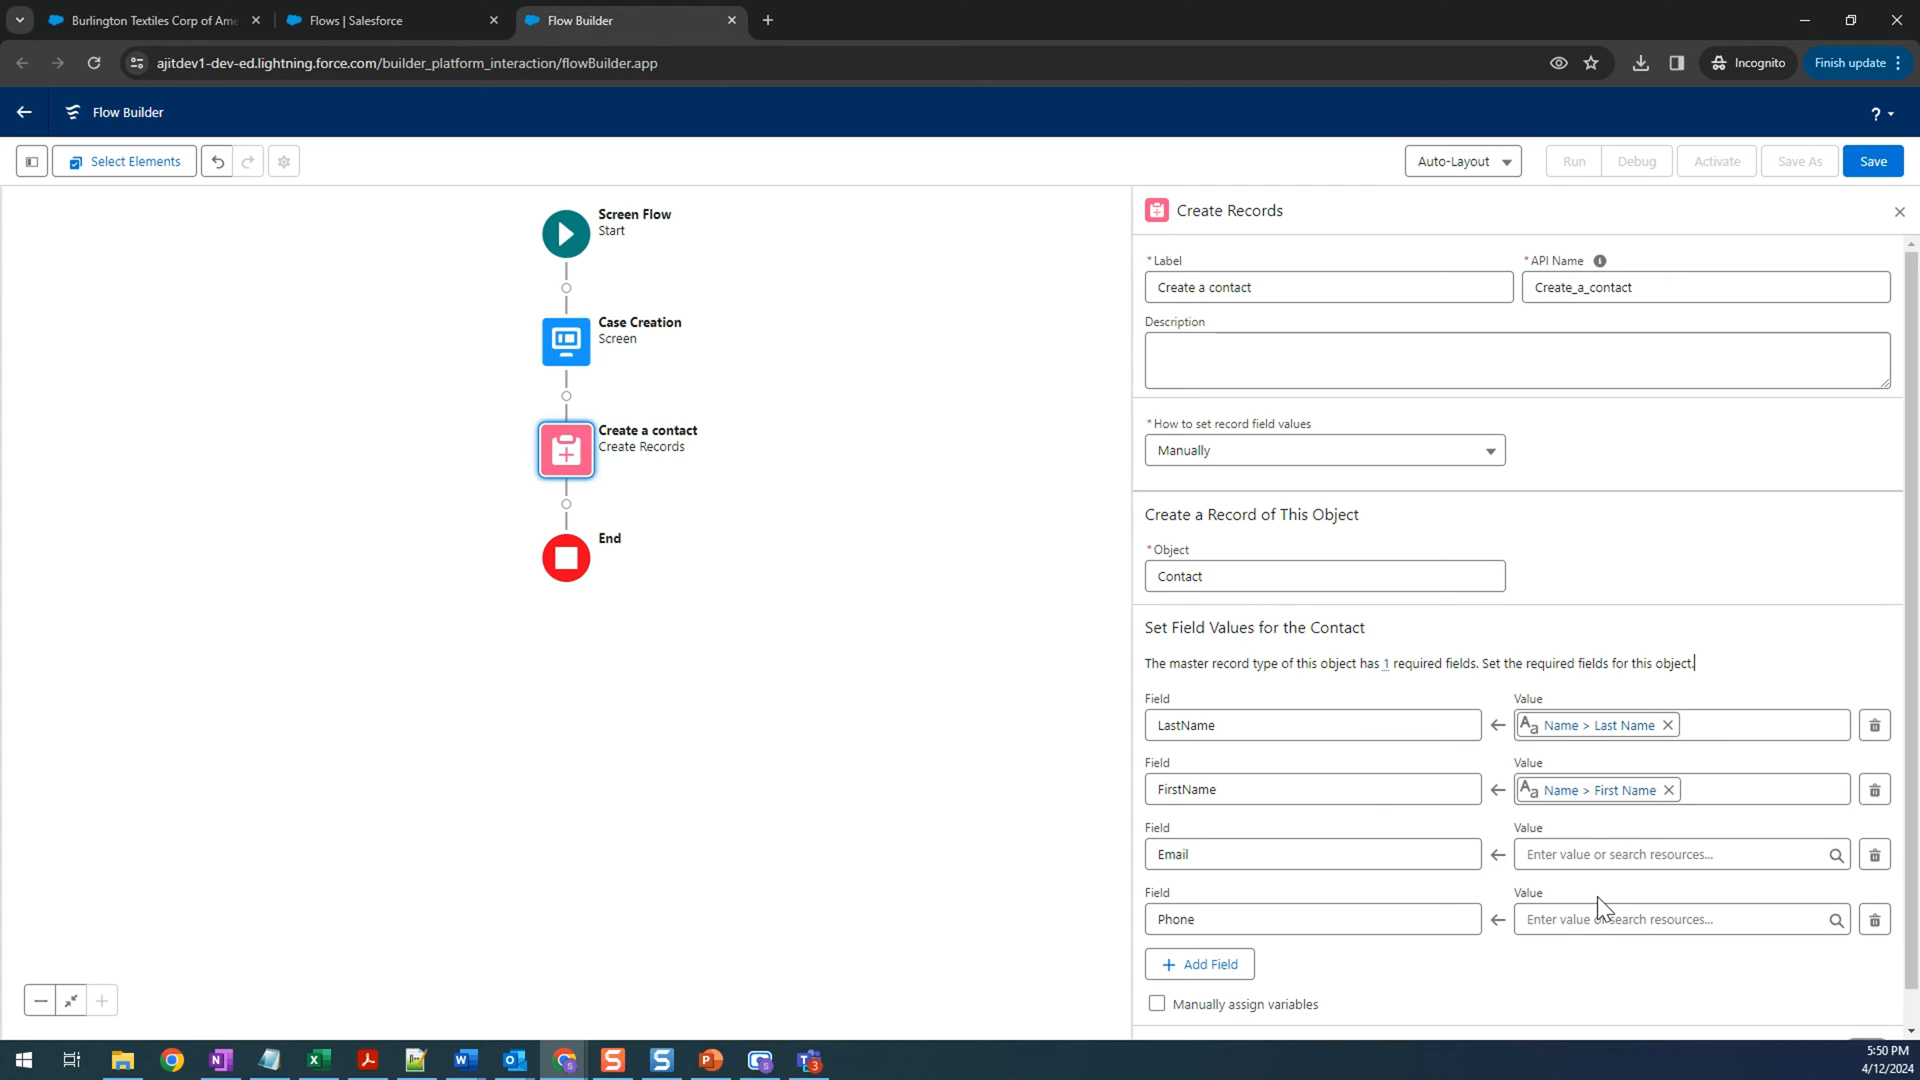 Burlington Textiles Corp of Am
Flows | Salesforce
Flow Builder
ajitdev1-dev-ed.lightning.force.com/builder_platform_interaction/flowBuilder.app
Incognito
Finish update
Flow Builder
?
Select Elements
Auto-Layout
Run
Debug
Activate
Save As
Save
Screen Flow
Start
Case Creation
Screen
Create a contact
Create Records
End
Create Records
* Label
* API Name
Create a contact
Create_a_contact
Description
* How to set record field values
Manually
Create a Record of This Object
* Object
Contact
Set Field Values for the Contact
The master record type of this object has 1 required fields. Set the required fields for this object.
Field
Value
LastName
Aa Name > Last Name
Field
Value
FirstName
Aa Name > First Name
Field
Value
Email
Enter value or search resources...
Field
Value
Phone
Enter value or search resources...
+ Add Field
Manually assign variables
5:50 PM
4/12/2024